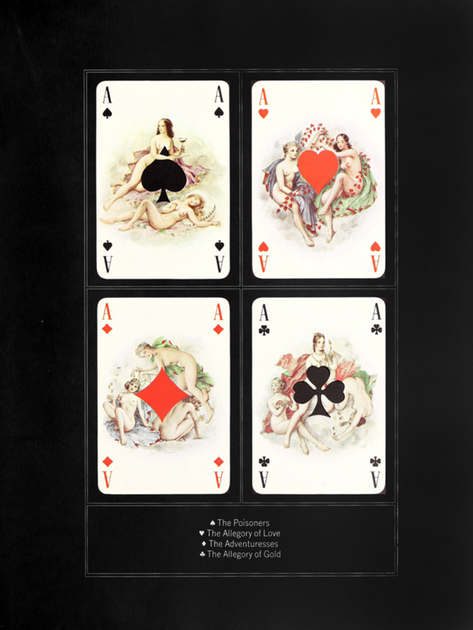 A A
A A
A A
A A
A A
A A
A A
A A
♠ The Poisoners
♥ The Allegory of Love
♦ The Adventuresses
♣ The Allegory of Gold